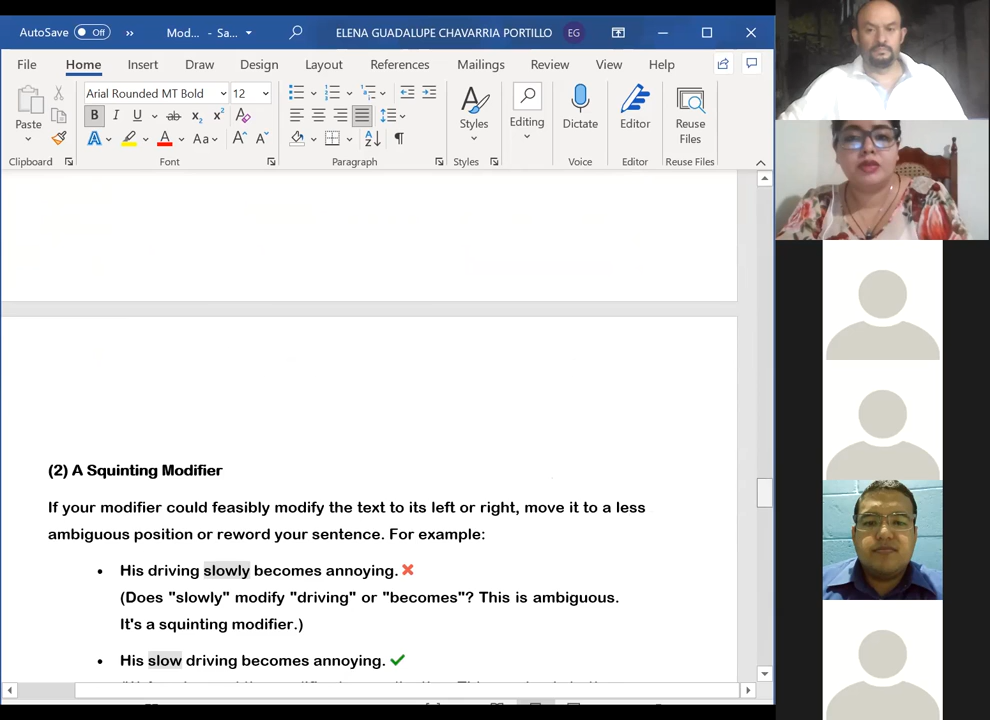 AutoSave Off Mod... - Sa... ELENA GUADALUPE CHAVARRIA PORTILLO EG
File Home Insert Draw Design Layout References Mailings Review View Help
Arial Rounded MT Bold 12
Paste Styles Editing Dictate Editor Reuse Files
Clipboard Font Paragraph Styles Voice Editor Reuse Files
(2) A Squinting Modifier
If your modifier could feasibly modify the text to its left or right, move it to a less
ambiguous position or reword your sentence. For example:
• His driving slowly becomes annoying. ❌
(Does "slowly" modify "driving" or "becomes"? This is ambiguous.
It's a squinting modifier.)
• His slow driving becomes annoying. ✔